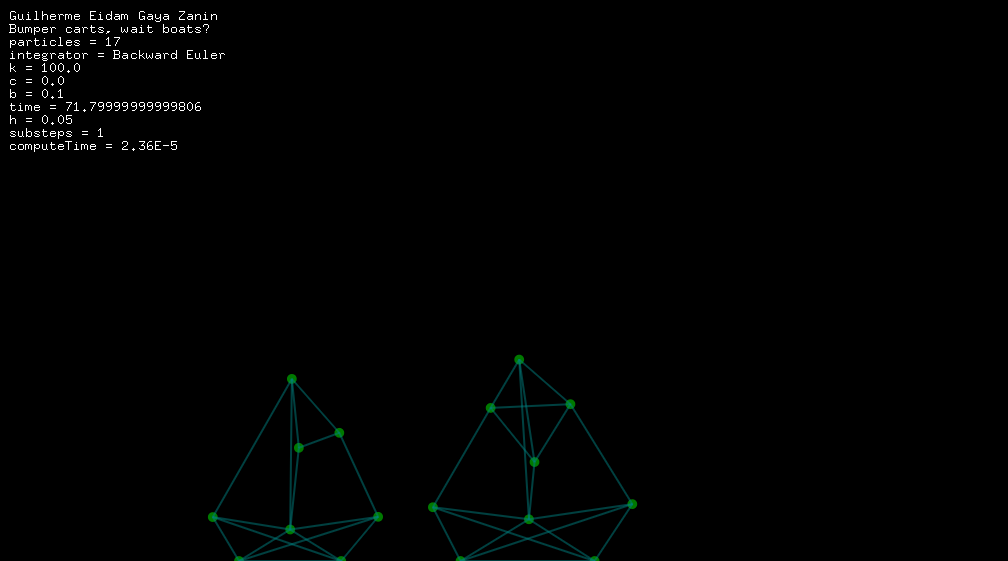 Guilherme Eidam Gaya Zanin
Bumper carts, wait boats?
particles = 17
integrator = Backward Euler
k = 100.0
c = 0.0
b = 0.1
time = 71.79999999999806
h = 0.05
substeps = 1
computeTime = 2.36E-5